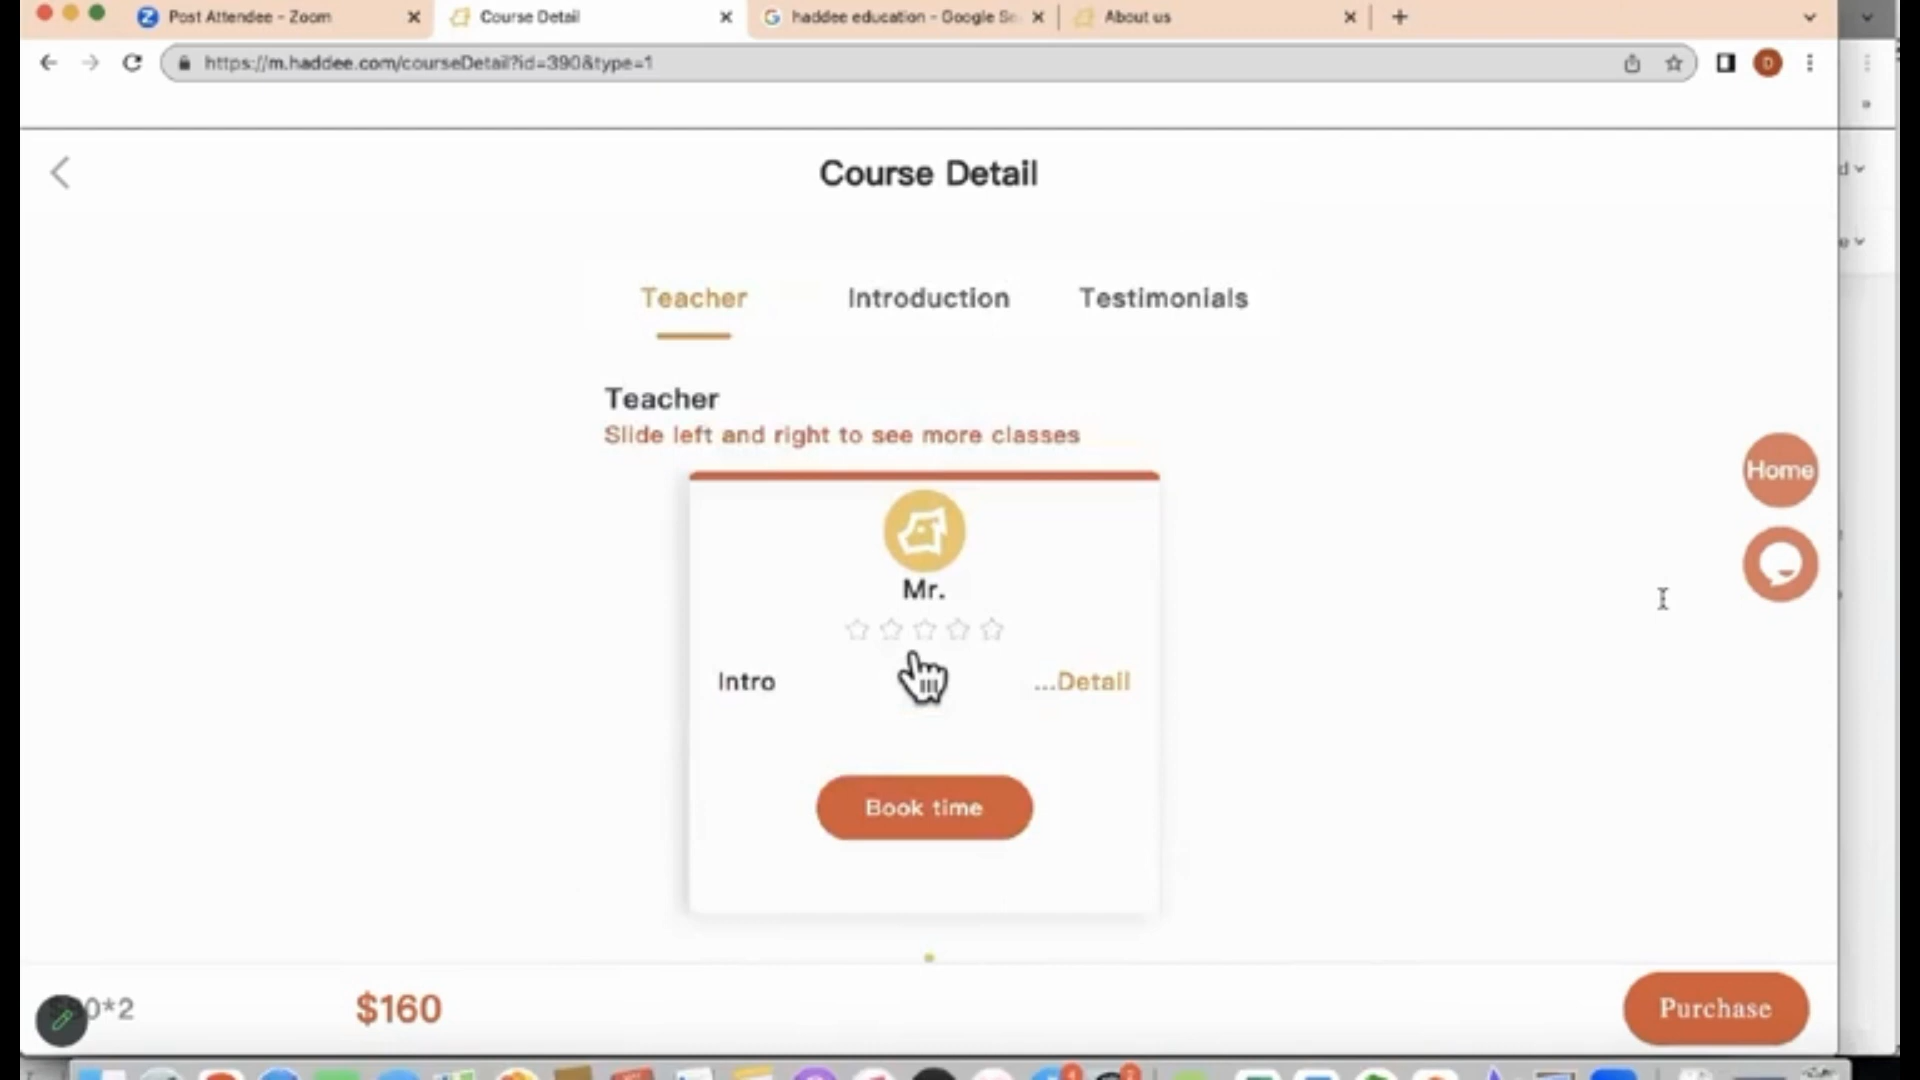 Post Attendee - Zoom
Course Detail
haddee education - Google Se
About us
https://m.haddee.com/courseDetail?id=390&type=1
D
Course Detail
Teacher
Introduction
Testimonials
Teacher
Slide left and right to see more classes
Home
Mr.
Intro
...Detail
Book time
0*2
$160
Purchase